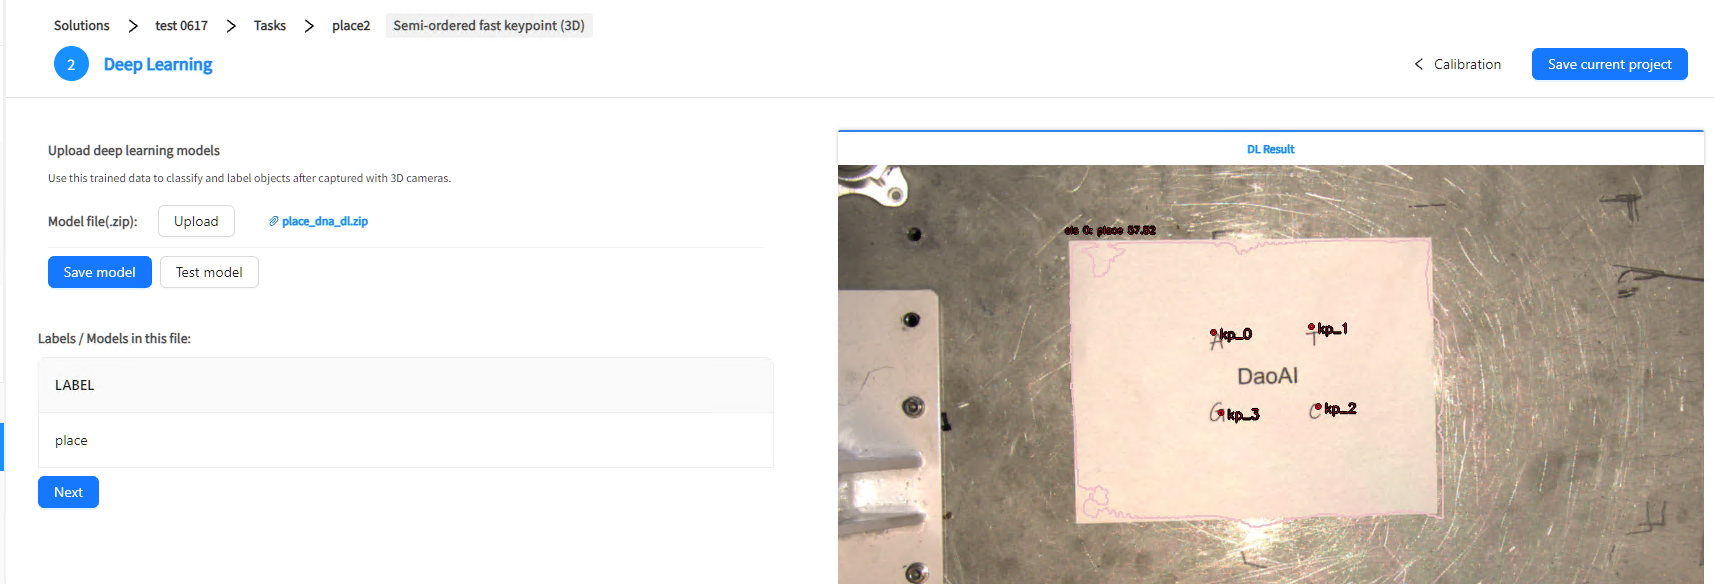 Solutions > test 0617 > Tasks > place2 Semi-ordered fast keypoint (3D)
2 Deep Learning
< Calibration Save current project
Upload deep learning models
Use this trained data to classify and label objects after captured with 3D cameras.
Model file(.zip): Upload place_dna_dl.zip
Save model Test model
Labels / Models in this file:
LABEL
place
Next
DL Result
cls 0: place 57.52
A kp_0 T kp_1
DaoAI
G kp_3 C kp_2